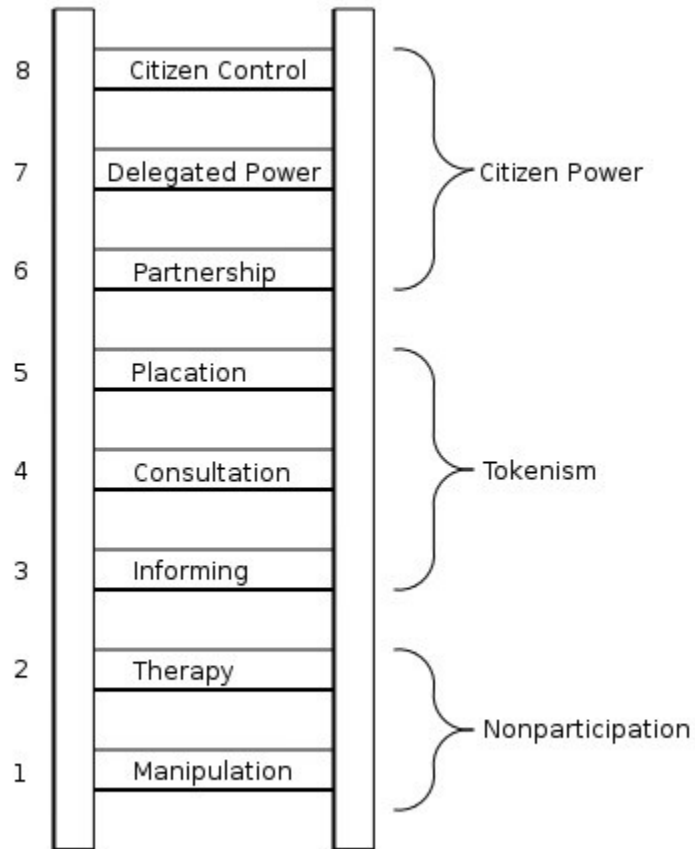 8 Citizen Control
7 Delegated Power
Citizen Power
6 Partnership
5 Placation
4 Consultation
Tokenism
3 Informing
2 Therapy
Nonparticipation
1 Manipulation